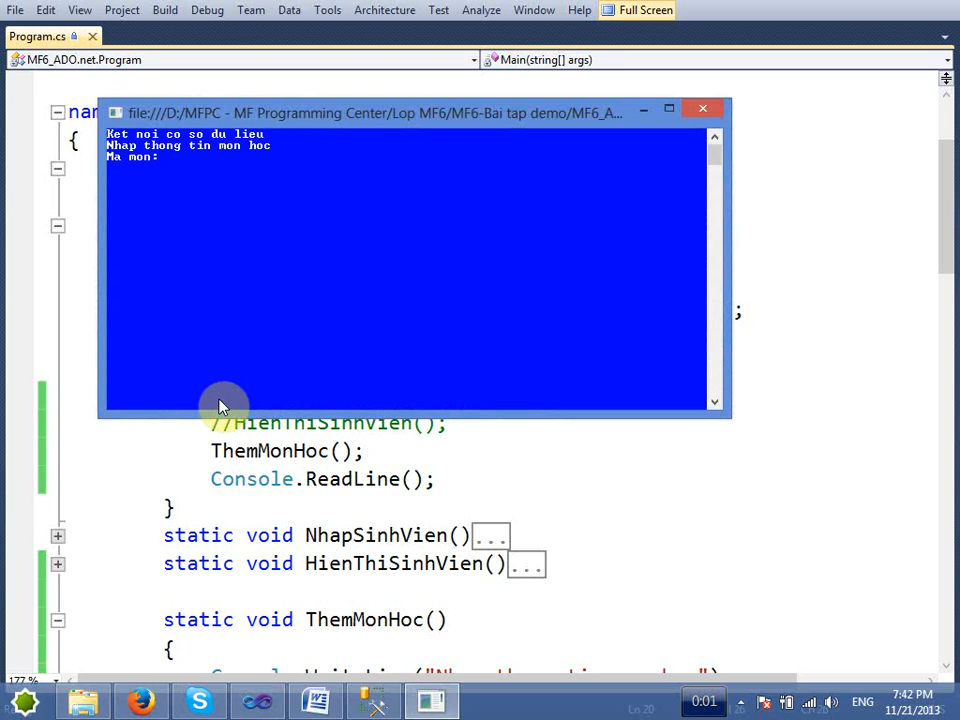 File Edit View Project Build Debug Team Data Tools Architecture Test Analyze Window Help Full Screen
Program.cs
MF6_ADO.net.Program Main(string[] args)
file:///D:/MFPC - MF Programming Center/Lop MF6/MF6-Bai tap demo/MF6_A...
Ket noi co so du lieu
Nhap thong tin mon hoc
Ma mon:
{
;
//HienThiSinhVien();
ThemMonHoc();
Console.ReadLine();
}
static void NhapSinhVien()...
static void HienThiSinhVien()...
static void ThemMonHoc()
{
177 %
Ln 20
0:01
ENG
7:42 PM
11/21/2013